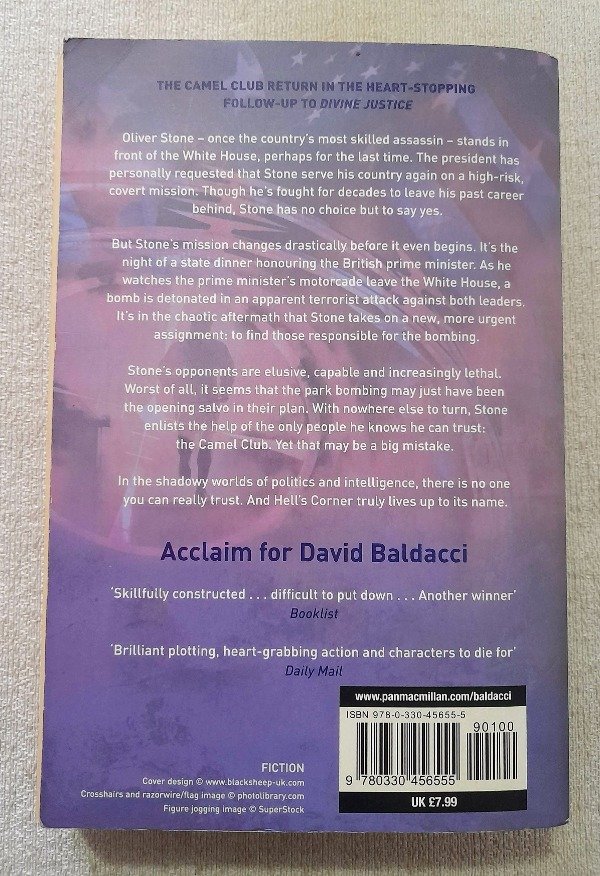 THE CAMEL CLUB RETURN IN THE HEART-STOPPING
FOLLOW-UP TO DIVINE JUSTICE
Oliver Stone – once the country's most skilled assassin – stands in
front of the White House, perhaps for the last time. The president has
personally requested that Stone serve his country again on a high-risk,
covert mission. Though he's fought for decades to leave his past career
behind, Stone has no choice but to say yes.
But Stone's mission changes drastically before it even begins. It's the
night of a state dinner honouring the British prime minister. As he
watches the prime minister's motorcade leave the White House, a
bomb is detonated in an apparent terrorist attack against both leaders.
It's in the chaotic aftermath that Stone takes on a new, more urgent
assignment: to find those responsible for the bombing.
Stone's opponents are elusive, capable and increasingly lethal.
Worst of all, it seems that the park bombing may just have been
the opening salvo in their plan. With nowhere else to turn, Stone
enlists the help of the only people he knows he can trust:
the Camel Club. Yet that may be a big mistake.
In the shadowy worlds of politics and intelligence, there is no one
you can really trust. And Hell's Corner truly lives up to its name.
Acclaim for David Baldacci
'Skillfully constructed . . . difficult to put down . . . Another winner'
Booklist
'Brilliant plotting, heart-grabbing action and characters to die for'
Daily Mail
www.panmacmillan.com/baldacci
ISBN 978-0-330-45655-5
90100
9 780330 456555
UK £7.99
FICTION
Cover design © www.blacksheep-uk.com
Crosshairs and razorwire/flag image © photolibrary.com
Figure jogging image © SuperStock